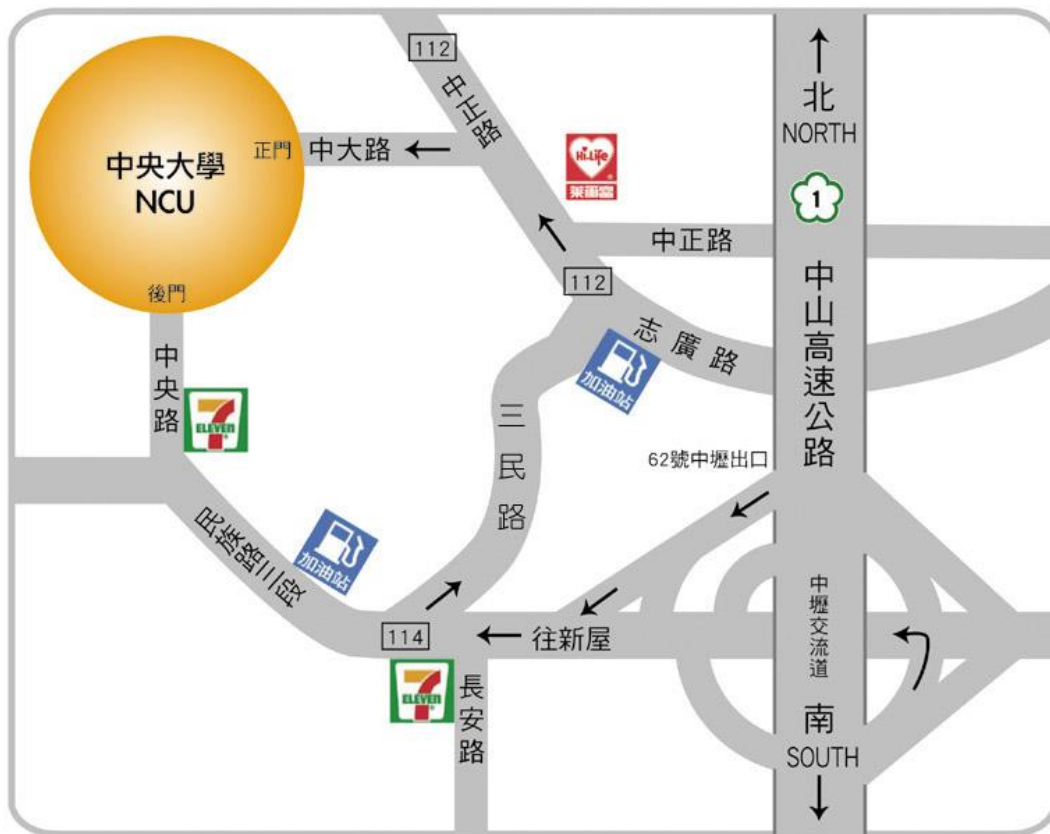 112
中正路
北
NORTH
Hi-Life
萊爾富
中央大學
NCU
正門
中大路
1
中正路
112
後門
志廣路
中山高速公路
加油站
中央路
7
ELEVEN
三民路
62號中壢出口
民族路三段
加油站
中壢交流道
114
往新屋
7
ELEVEN
長安路
南
SOUTH